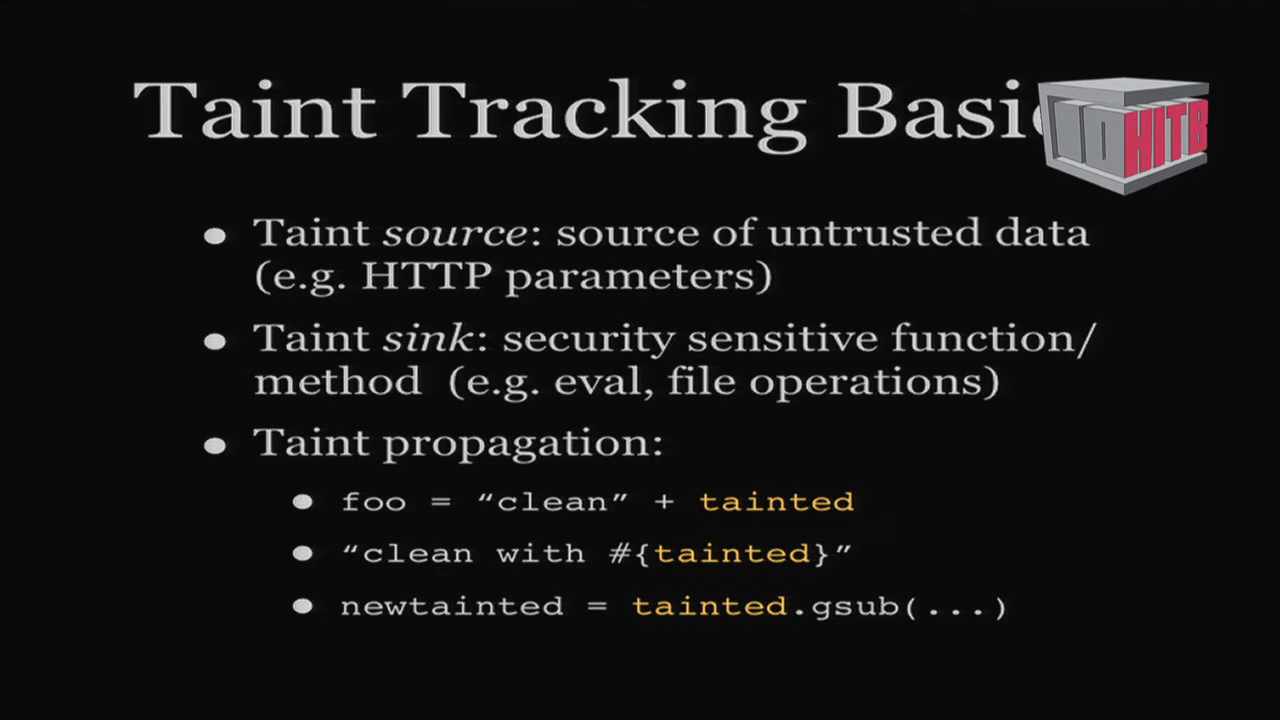 Taint Tracking Basic
HITB
Taint source: source of untrusted data
(e.g. HTTP parameters)
Taint sink: security sensitive function/
method (e.g. eval, file operations)
Taint propagation:
foo = “clean” + tainted
“clean with #{tainted}”
newtainted = tainted.gsub(...)